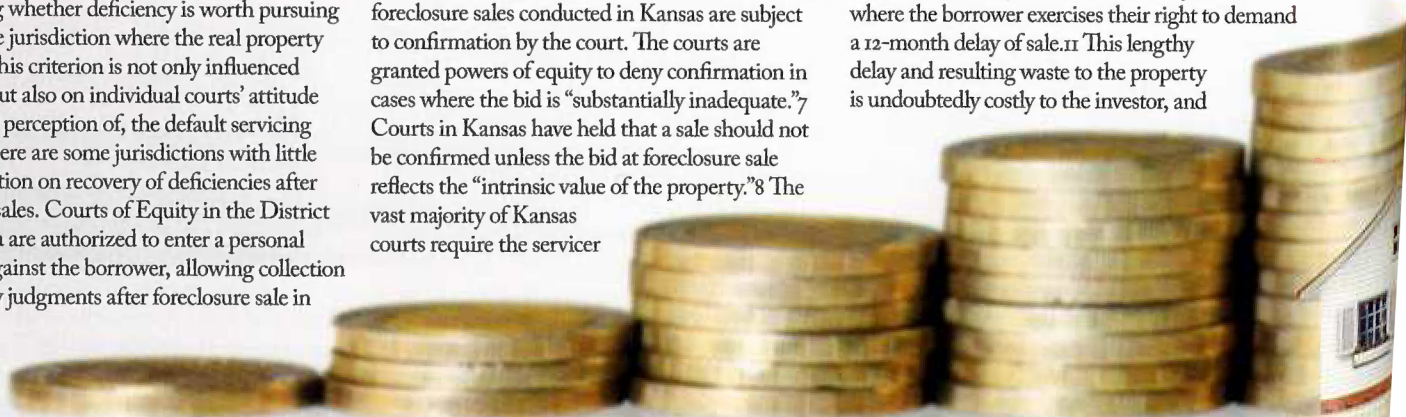 whether deficiency is worth pursuing
jurisdiction where the real property
his criterion is not only influenced
ut also on individual courts' attitude
perception of, the default servicing
ere are some jurisdictions with little
tion on recovery of deficiencies after
ales. Courts of Equity in the District
are authorized to enter a personal
gainst the borrower, allowing collection
judgments after foreclosure sale in
foreclosure sales conducted in Kansas are subject
to confirmation by the court. The courts are
granted powers of equity to deny confirmation in
cases where the bid is “substantially inadequate.”7
Courts in Kansas have held that a sale should not
be confirmed unless the bid at foreclosure sale
reflects the “intrinsic value of the property.”8 The
vast majority of Kansas
courts require the servicer
where the borrower exercises their right to demand
a 12-month delay of sale.11 This lengthy
delay and resulting waste to the property
is undoubtedly costly to the investor, and